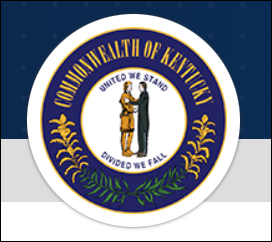 COMMONWEALTH OF KENTUCKY
UNITED WE STAND
DIVIDED WE FALL